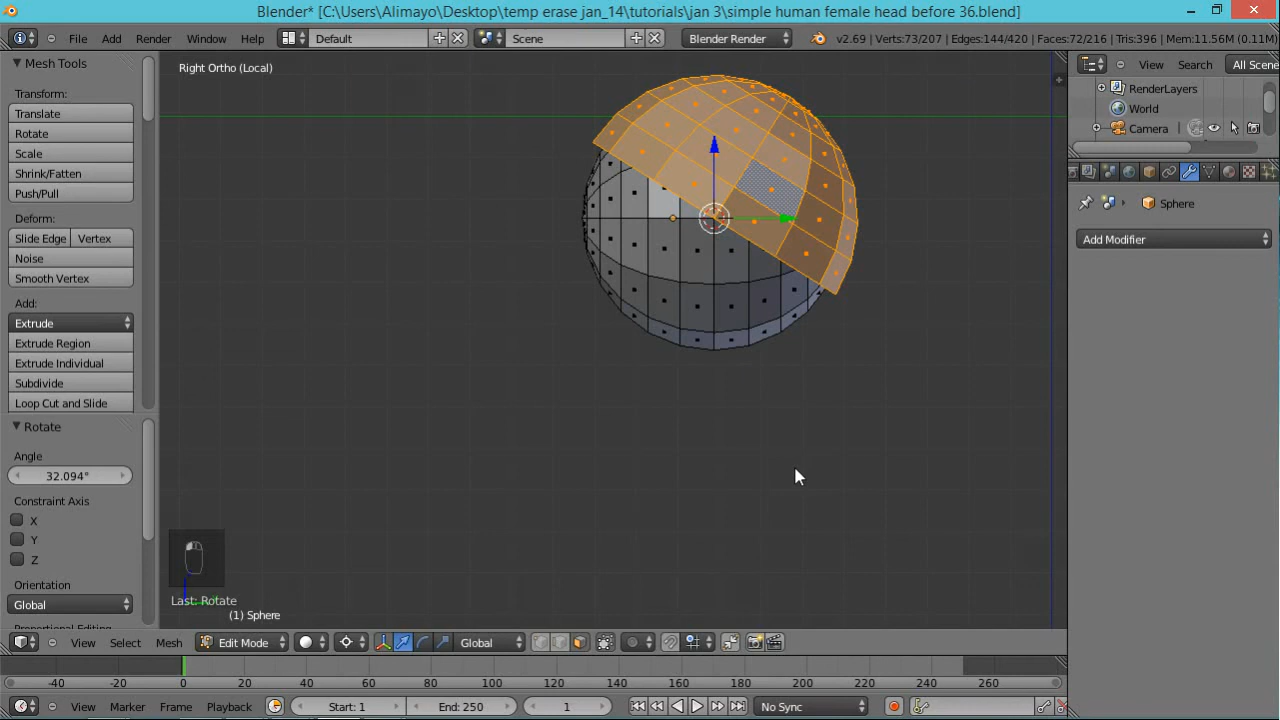 Blender* [C:\Users\Alimayo\Desktop\temp erase jan_14\tutorials\jan 3\simple human female head before 36.blend]
File Add Render Window Help Default Scene Blender Render v2.69 | Verts:73/207 | Edges:144/420 | Faces:72/216 | Tris:396 | Mem:11.56M (0.11M)
Mesh Tools
Right Ortho (Local)
View Search All Scene
Transform:
Translate
Rotate
Scale
Shrink/Fatten
Push/Pull
RenderLayers
World
Camera
Deform:
Slide Edge Vertex
Noise
Smooth Vertex
Sphere
Add Modifier
Add:
Extrude
Extrude Region
Extrude Individual
Subdivide
Loop Cut and Slide
Rotate
Angle
32.094°
Constraint Axis
X
Y
Z
Orientation
Global
Last: Rotate
(1) Sphere
View Select Mesh Edit Mode Global
-40 -20 0 20 40 60 80 100 120 140 160 180 200 220 240 260
View Marker Frame Playback Start: 1 End: 250 1 No Sync